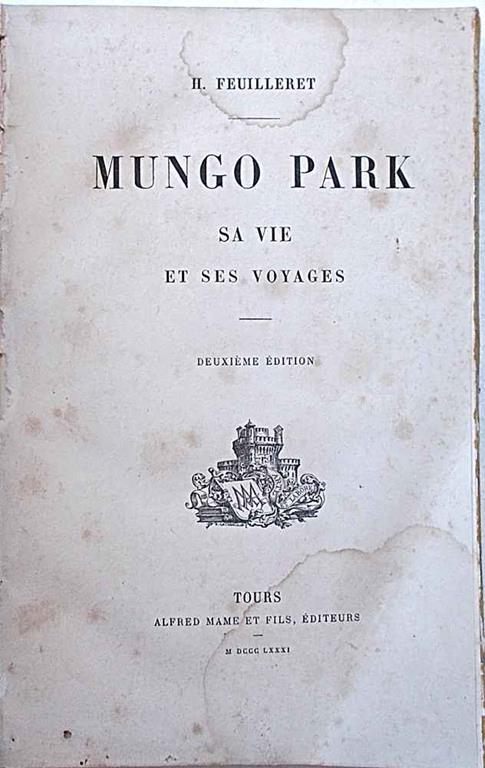 H. FEUILLERET
MUNGO PARK
SA VIE
ET SES VOYAGES
DEUXIÈME ÉDITION
TOURS
ALFRED MAME ET FILS, ÉDITEURS
M DCCC LXXXI